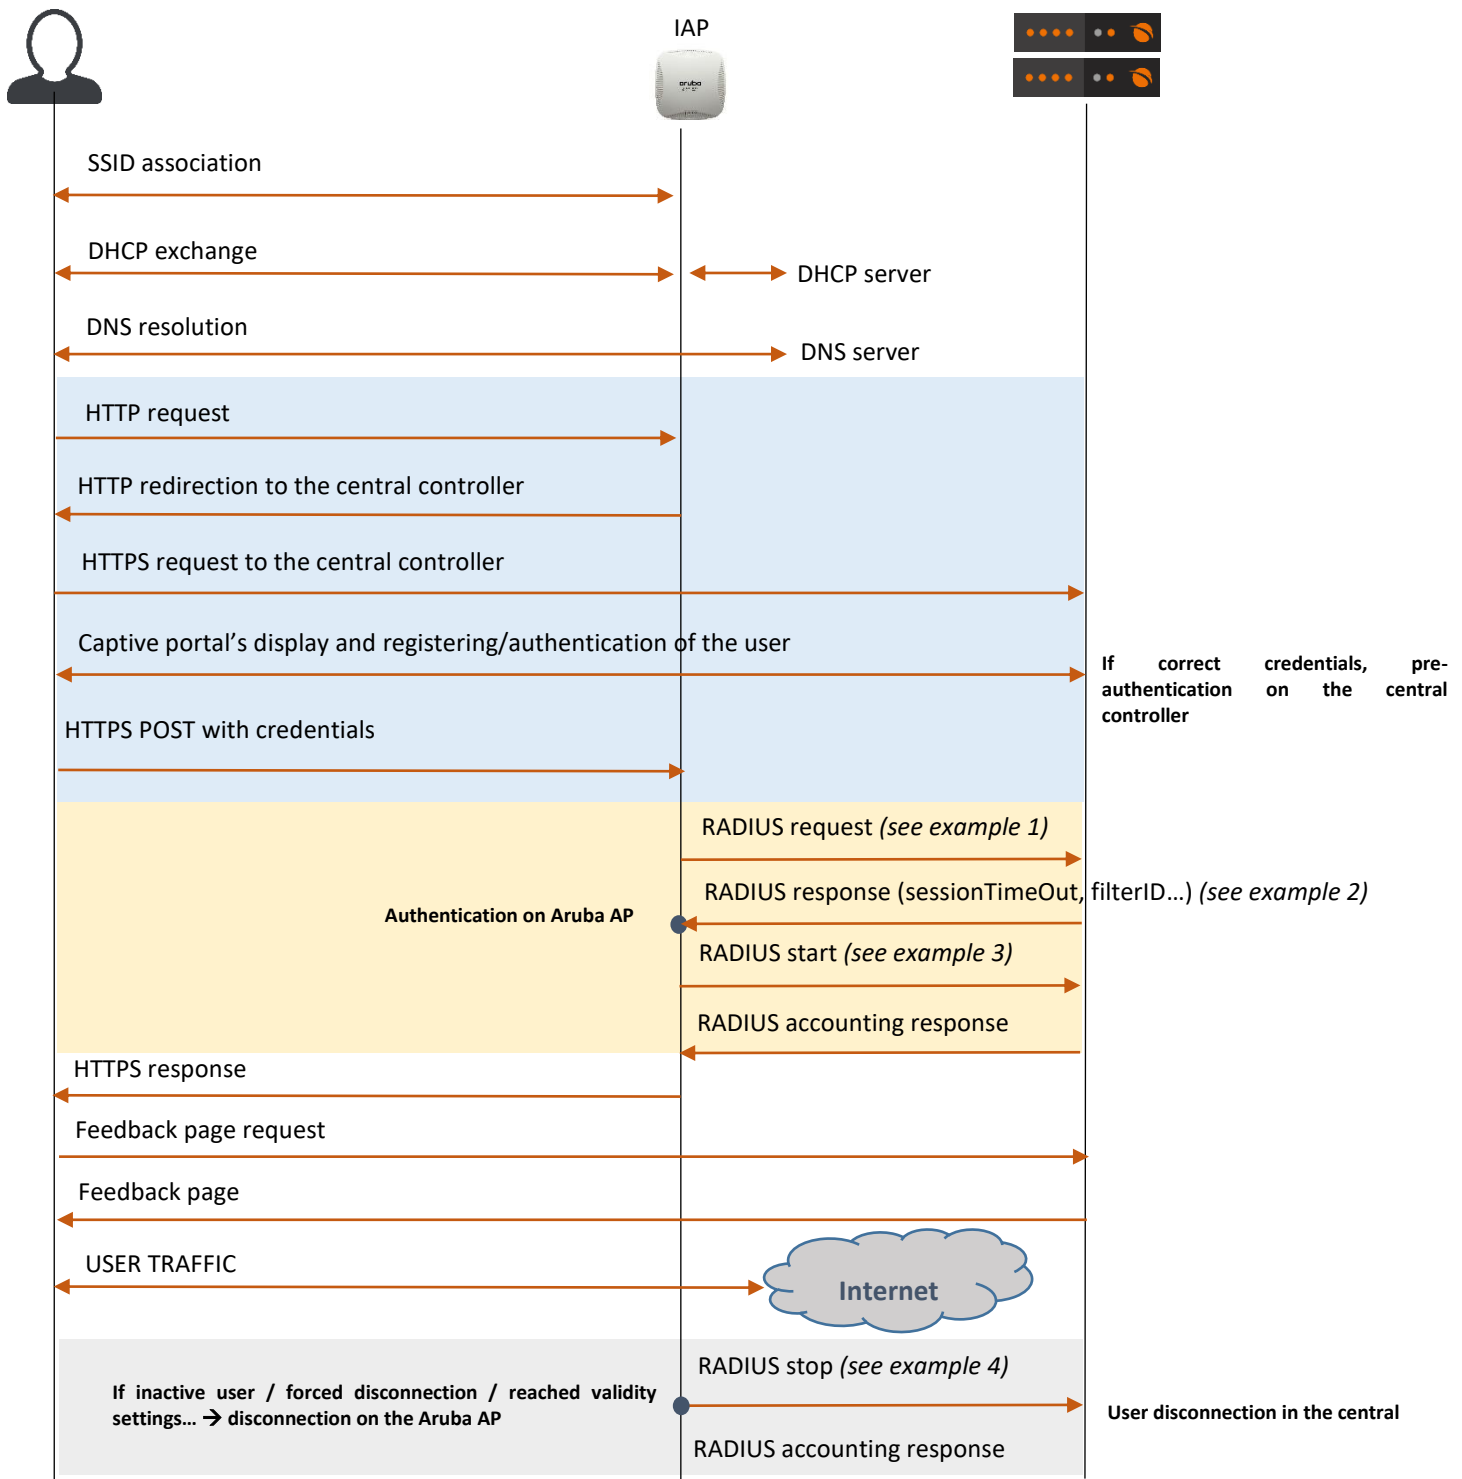 IAP
aruba
SSID association
DHCP exchange
DHCP server
DNS resolution
DNS server
HTTP request
HTTP redirection to the central controller
HTTPS request to the central controller
Captive portal’s display and registering/authentication of the user
If correct credentials, pre-
authentication on the central
controller
HTTPS POST with credentials
RADIUS request (see example 1)
RADIUS response (sessionTimeOut, filterID…) (see example 2)
Authentication on Aruba AP
RADIUS start (see example 3)
RADIUS accounting response
HTTPS response
Feedback page request
Feedback page
USER TRAFFIC
Internet
RADIUS stop (see example 4)
If inactive user / forced disconnection / reached validity
settings… → disconnection on the Aruba AP
User disconnection in the central
RADIUS accounting response